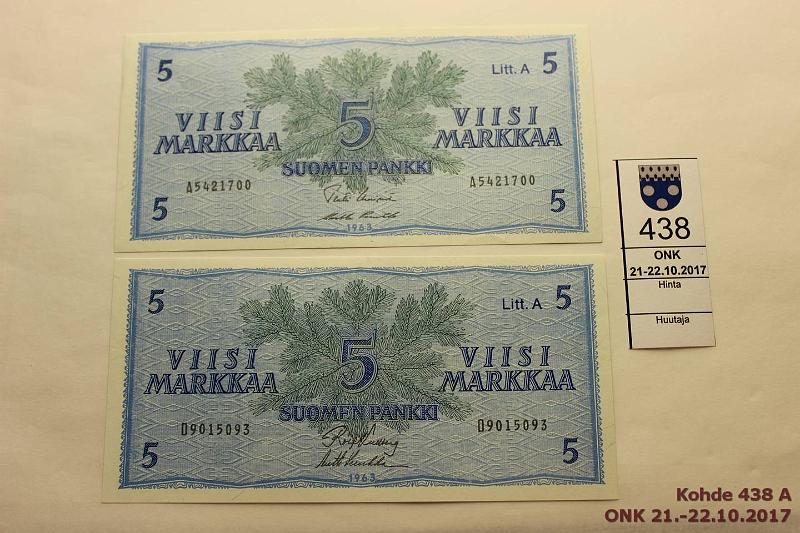 5 Litt. A 5
VIISI VIISI
MARKKAA 5 MARKKAA
SUOMEN PANKKI
A5421700 A5421700
5 5
1963
5 Litt. A 5
VIISI VIISI
MARKKAA 5 MARKKAA
SUOMEN PANKKI
D9015093 D9015093
5 5
1963
438
ONK
21-22.10.2017
Hinta
Huutaja
Kohde 438 A
ONK 21.-22.10.2017